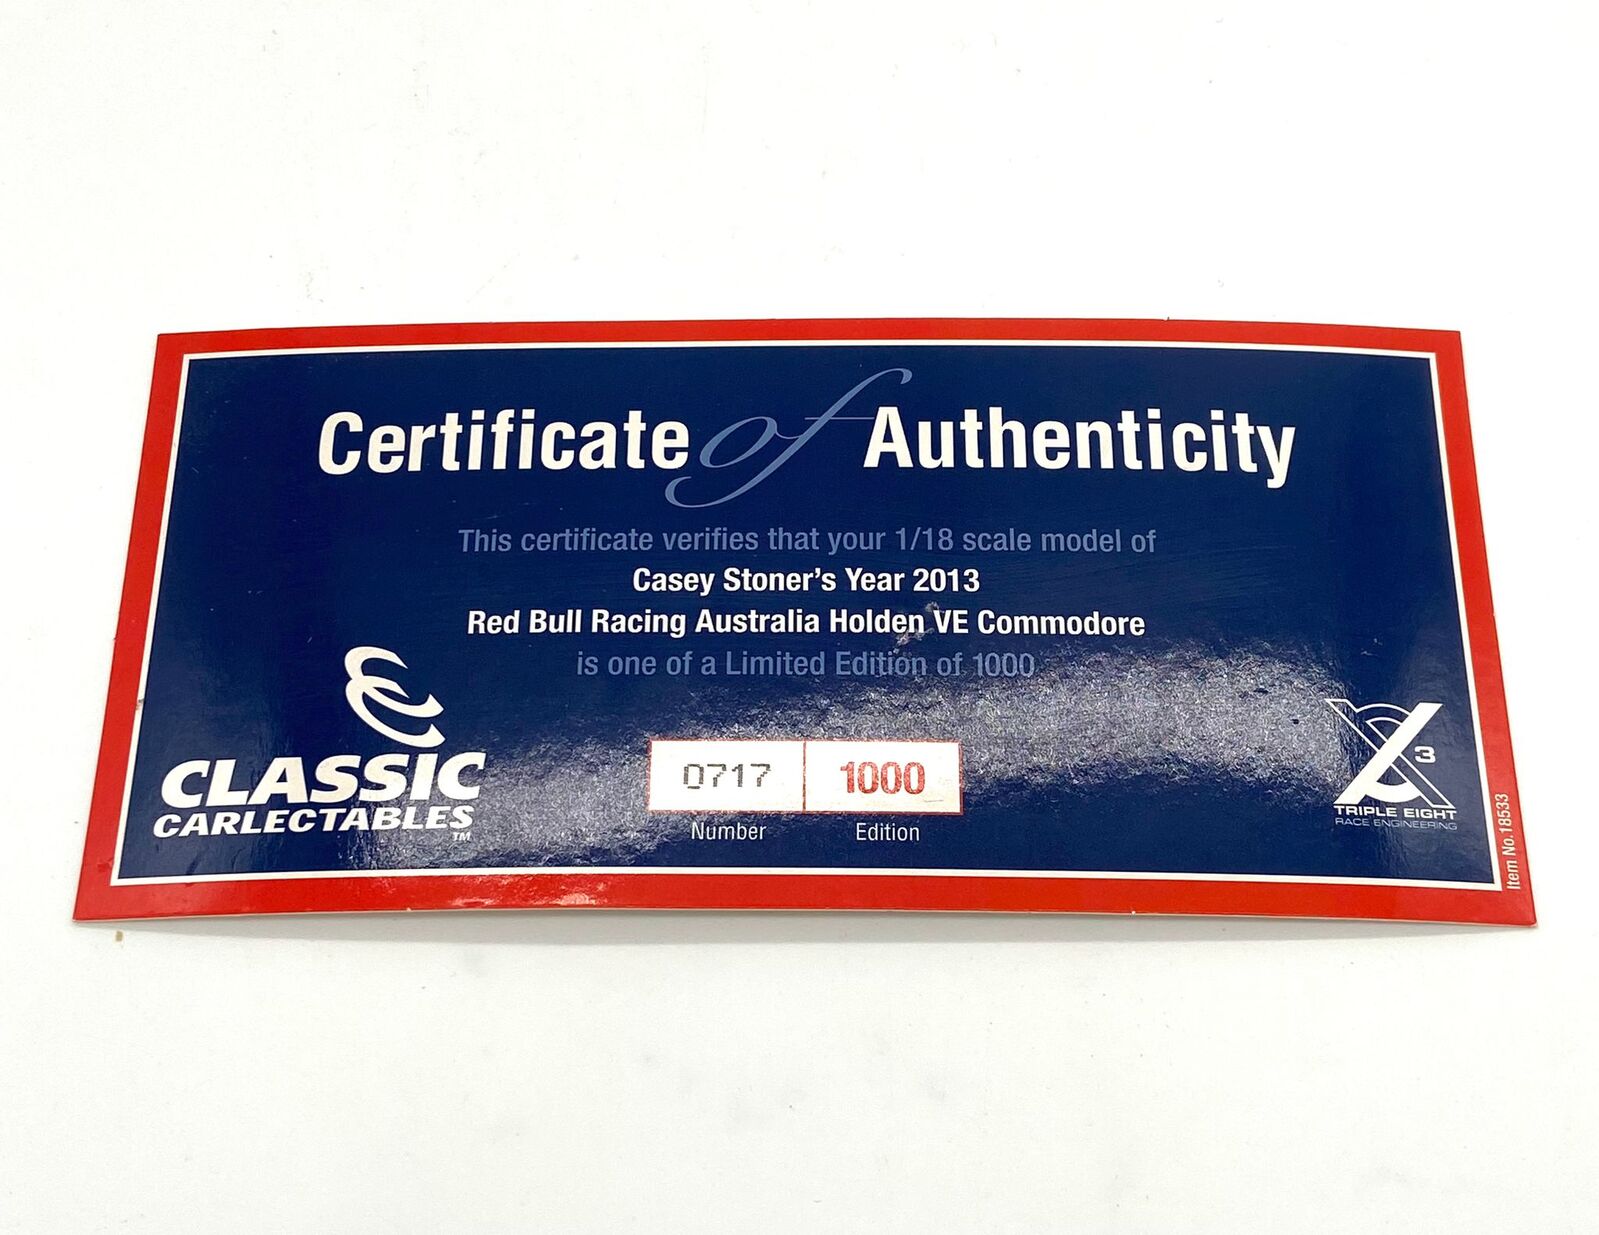 Certificate of Authenticity
This certificate verifies that your 1/18 scale model of
Casey Stoner's Year 2013
Red Bull Racing Australia Holden VE Commodore
is one of a Limited Edition of 1000
CLASSIC
CARLECTABLES
TM
0717 1000
Number Edition
3
TRIPLE EIGHT
RACE ENGINEERING
Item No. 18533